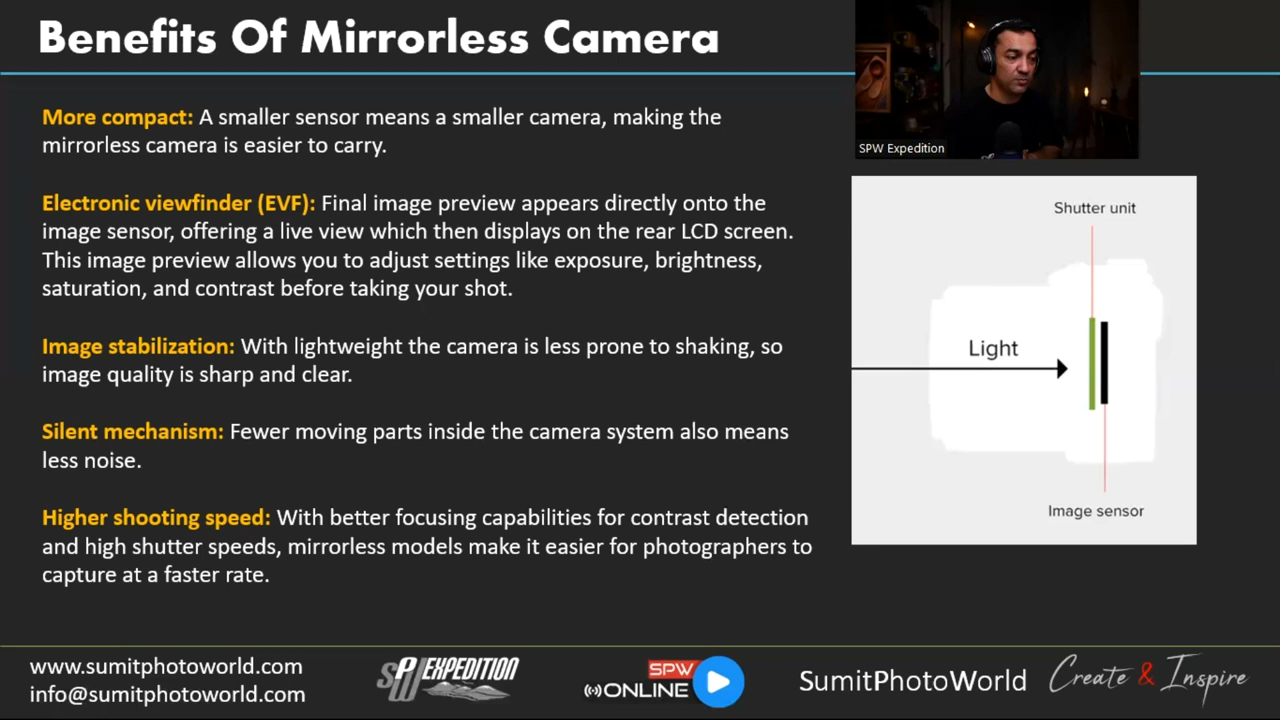 Benefits Of Mirrorless Camera
SPW Expedition
More compact: A smaller sensor means a smaller camera, making the
mirrorless camera is easier to carry.
Electronic viewfinder (EVF): Final image preview appears directly onto the
image sensor, offering a live view which then displays on the rear LCD screen.
This image preview allows you to adjust settings like exposure, brightness,
saturation, and contrast before taking your shot.
Image stabilization: With lightweight the camera is less prone to shaking, so
image quality is sharp and clear.
Silent mechanism: Fewer moving parts inside the camera system also means
less noise.
Higher shooting speed: With better focusing capabilities for contrast detection
and high shutter speeds, mirrorless models make it easier for photographers to
capture at a faster rate.
Shutter unit
Light
Image sensor
www.sumitphotoworld.com
info@sumitphotoworld.com
SPW EXPEDITION
SPW
ONLINE
SumitPhotoWorld
Create & Inspire